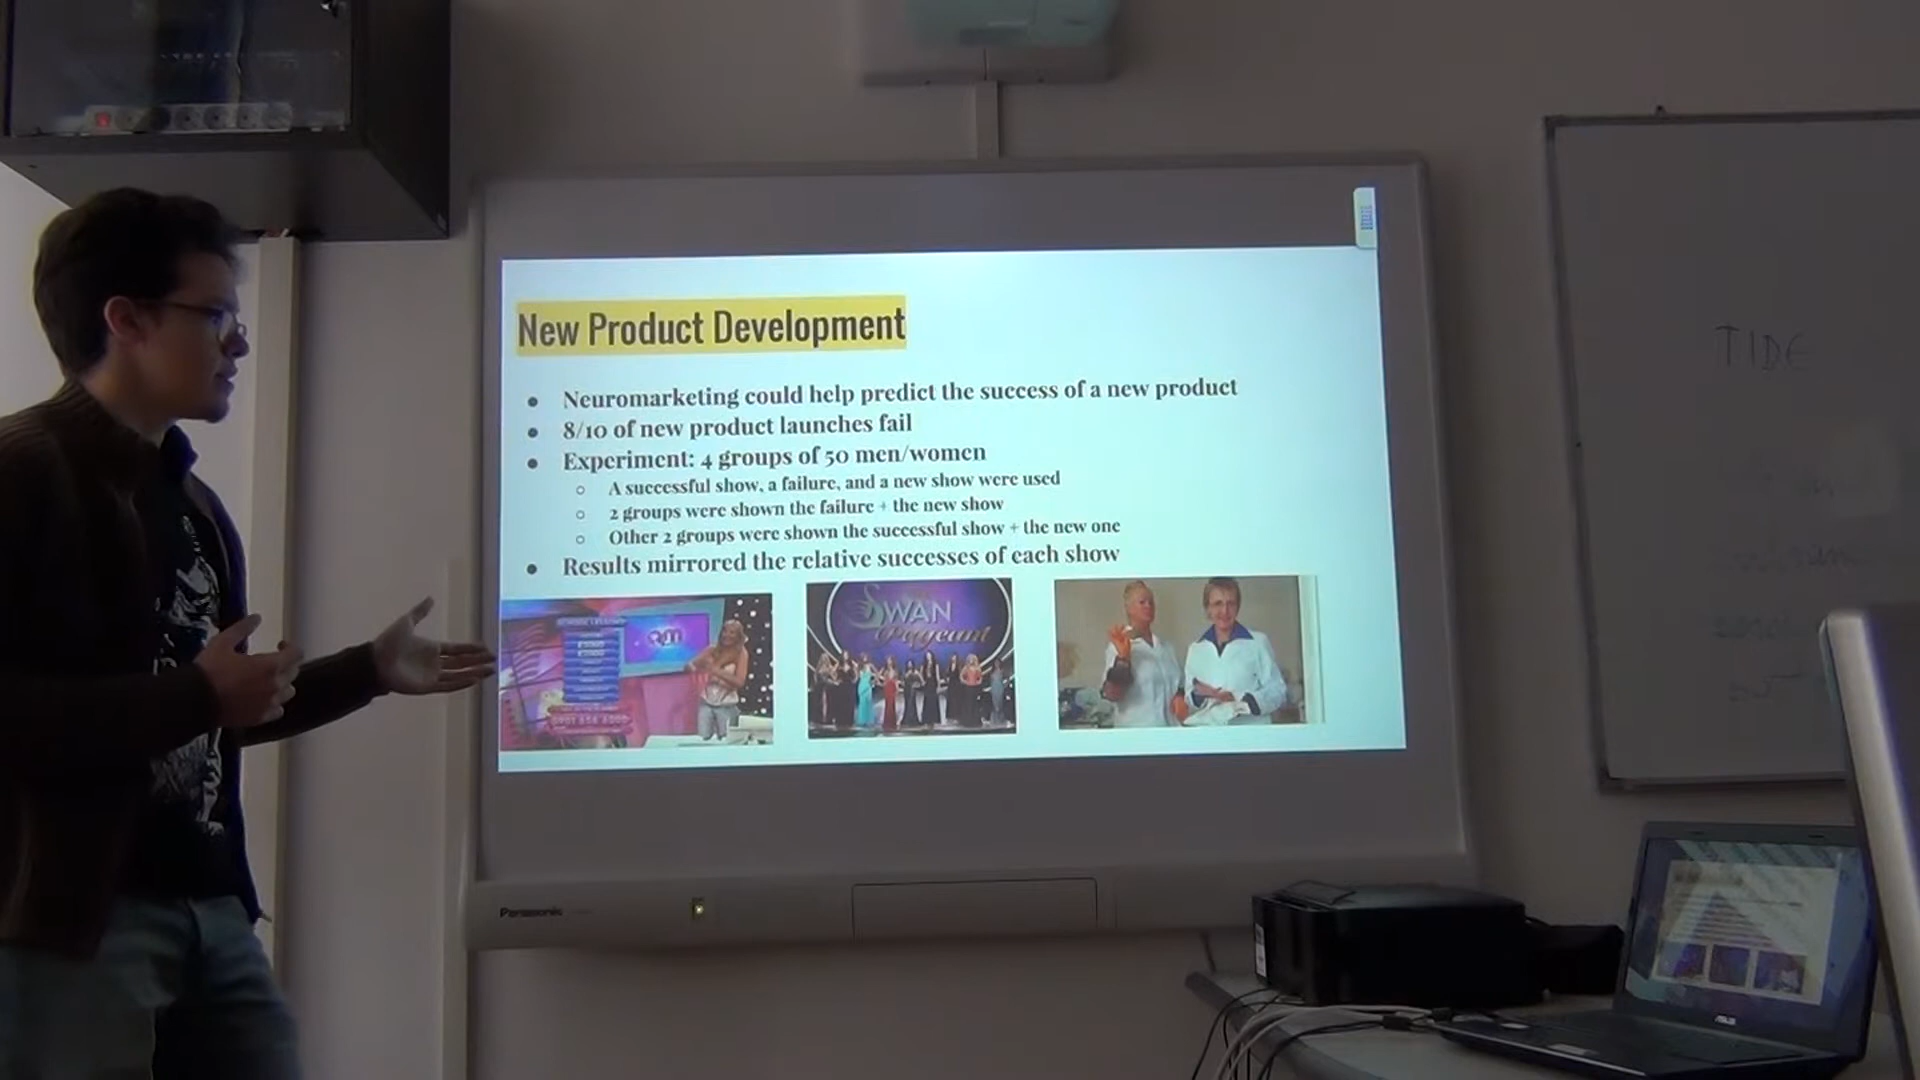 New Product Development
● Neuromarketing could help predict the success of a new product
● 8/10 of new product launches fail
● Experiment: 4 groups of 50 men/women
○ A successful show, a failure, and a new show were used
○ 2 groups were shown the failure + the new show
○ Other 2 groups were shown the successful show + the new one
● Results mirrored the relative successes of each show
SWAN
Pageant
TIDE
Panasonic
ASUS